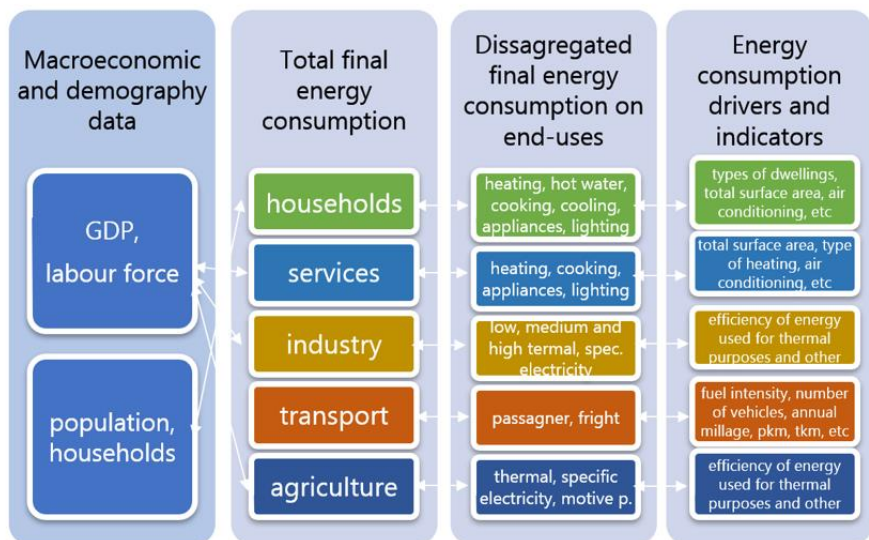 Macroeconomic
and demography
data
GDP,
labour force
population,
households
Total final
energy
consumption
households
services
industry
transport
agriculture
Dissagregated
final energy
consumption on
end-uses
heating, hot water,
cooking, cooling,
appliances, lighting
heating, cooking,
appliances, lighting
low, medium and
high termal, spec.
electricity
passagner, fright
thermal, specific
electricity, motive p.
Energy
consumption
drivers and
indicators
types of dwellings,
total surface area, air
conditioning, etc
total surface area, type
of heating, air
conditioning, etc
efficiency of energy
used for thermal
purposes and other
fuel intensity, number
of vehicles, annual
millage, pkm, tkm, etc
efficiency of energy
used for thermal
purposes and other